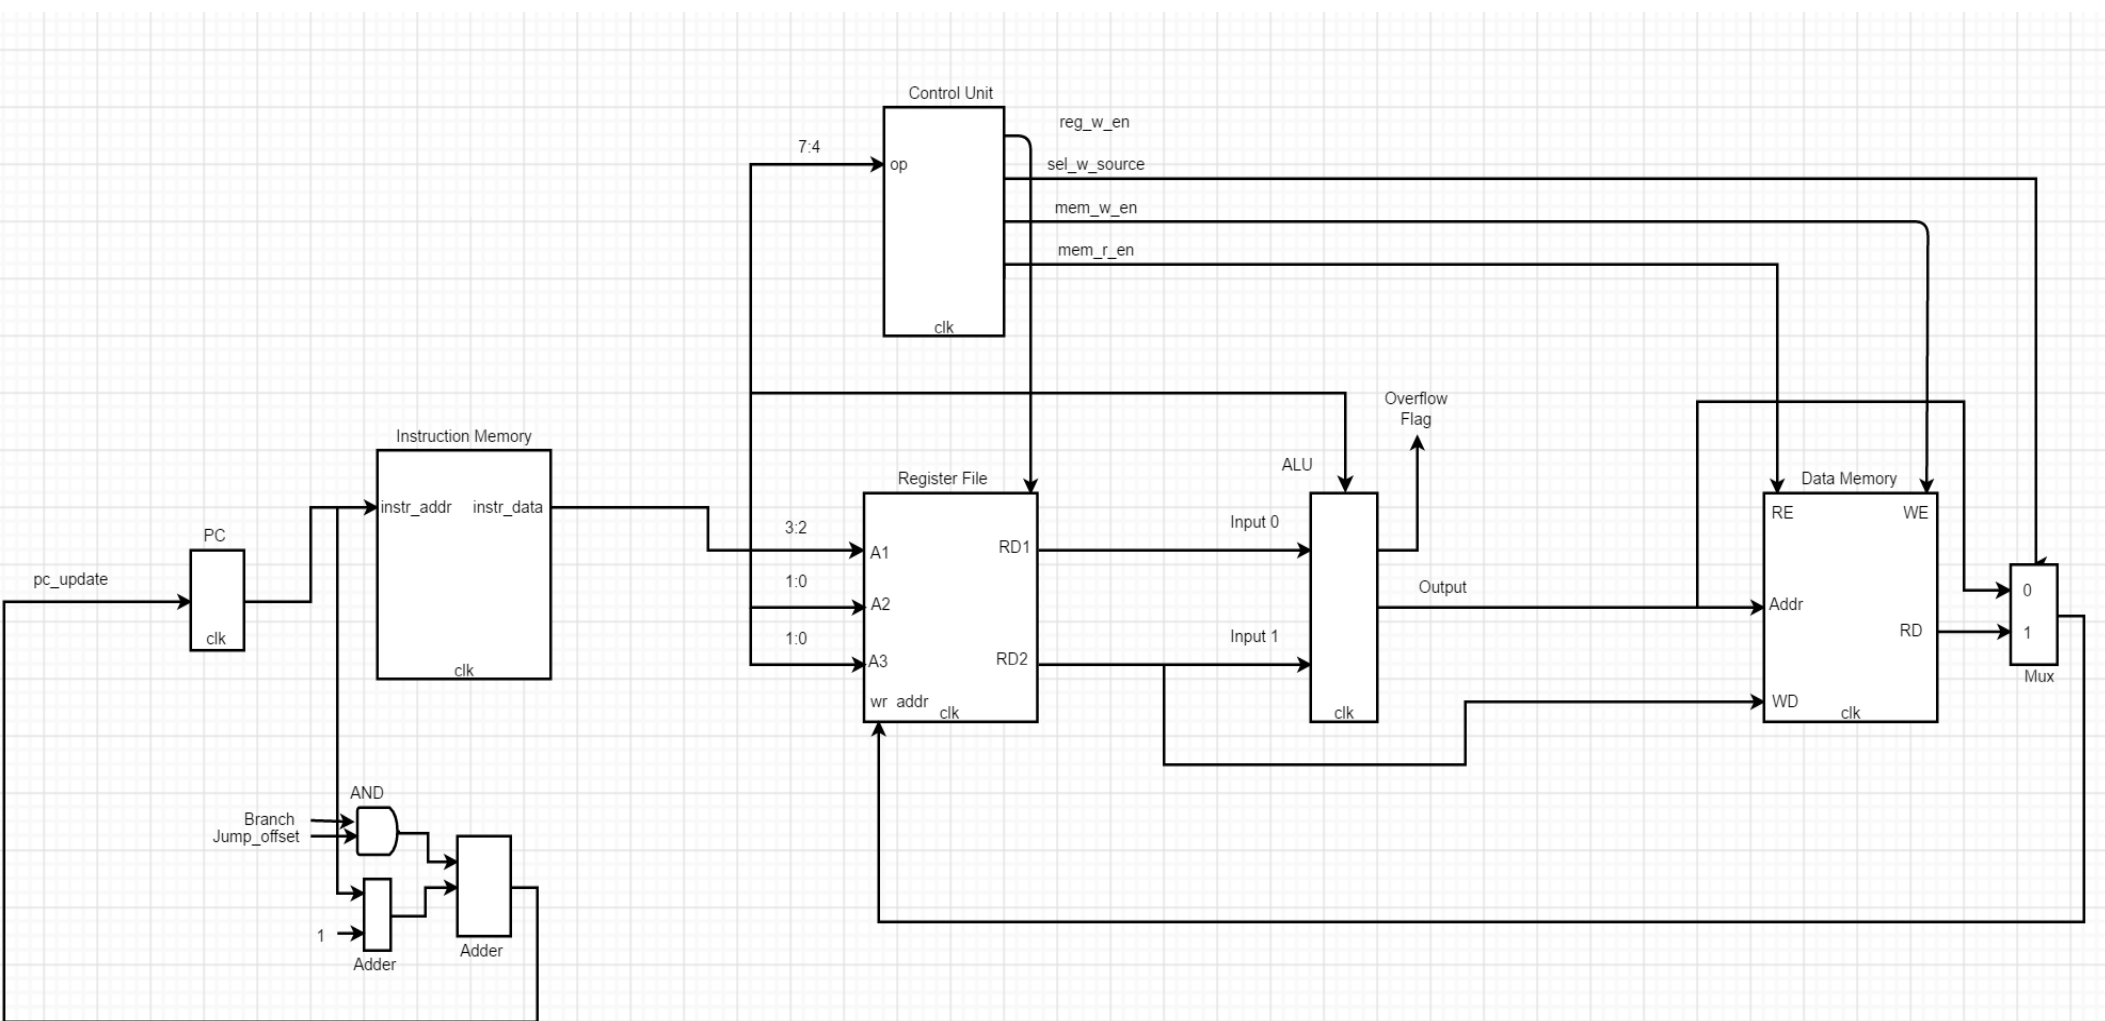 Control Unit
reg_w_en
7:4
op
sel_w_source
mem_w_en
mem_r_en
clk
Overflow
Flag
Instruction Memory
ALU
Register File
Data Memory
instr_addr
instr_data
RE
WE
3:2
Input 0
PC
A1
RD1
pc_update
1:0
Output
0
A2
Addr
clk
1:0
Input 1
RD
1
A3
RD2
clk
Mux
wr addr
clk
clk
WD
clk
AND
Branch
Jump_offset
1
Adder
Adder